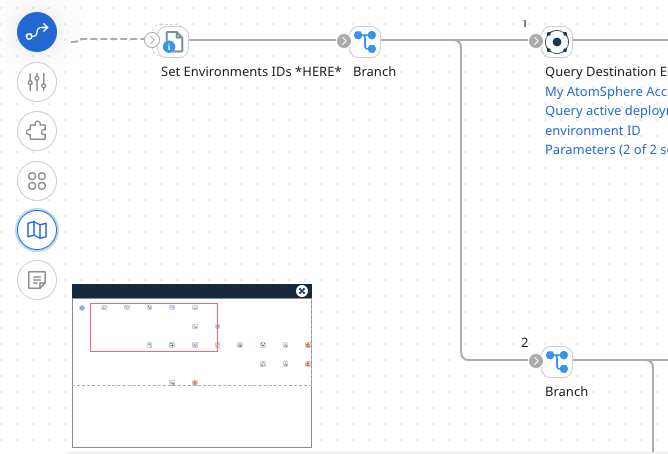 1
Set Environments IDs *HERE*
Branch
Query Destination E
My AtomSphere Acc
Query active deploy
environment ID
Parameters (2 of 2 s
2
Branch